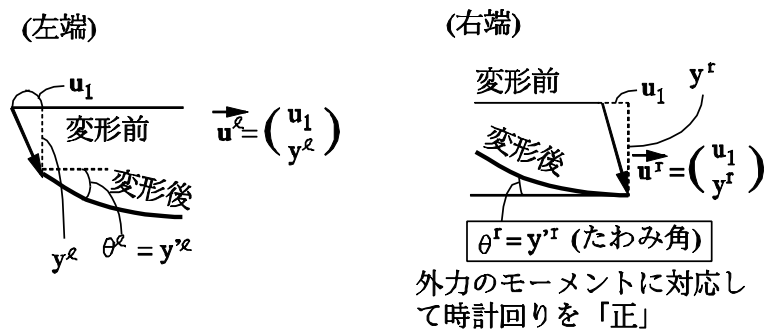 (左端)
u₁
変形前
uˡ = (u₁ yˡ)
変形後
yˡ
θˡ = y'ˡ
(右端)
変形前
u₁
yʳ
変形後
uʳ = (u₁ yʳ)
θʳ = y'ʳ (たわみ角)
外力のモーメントに対応し
て時計回りを「正」